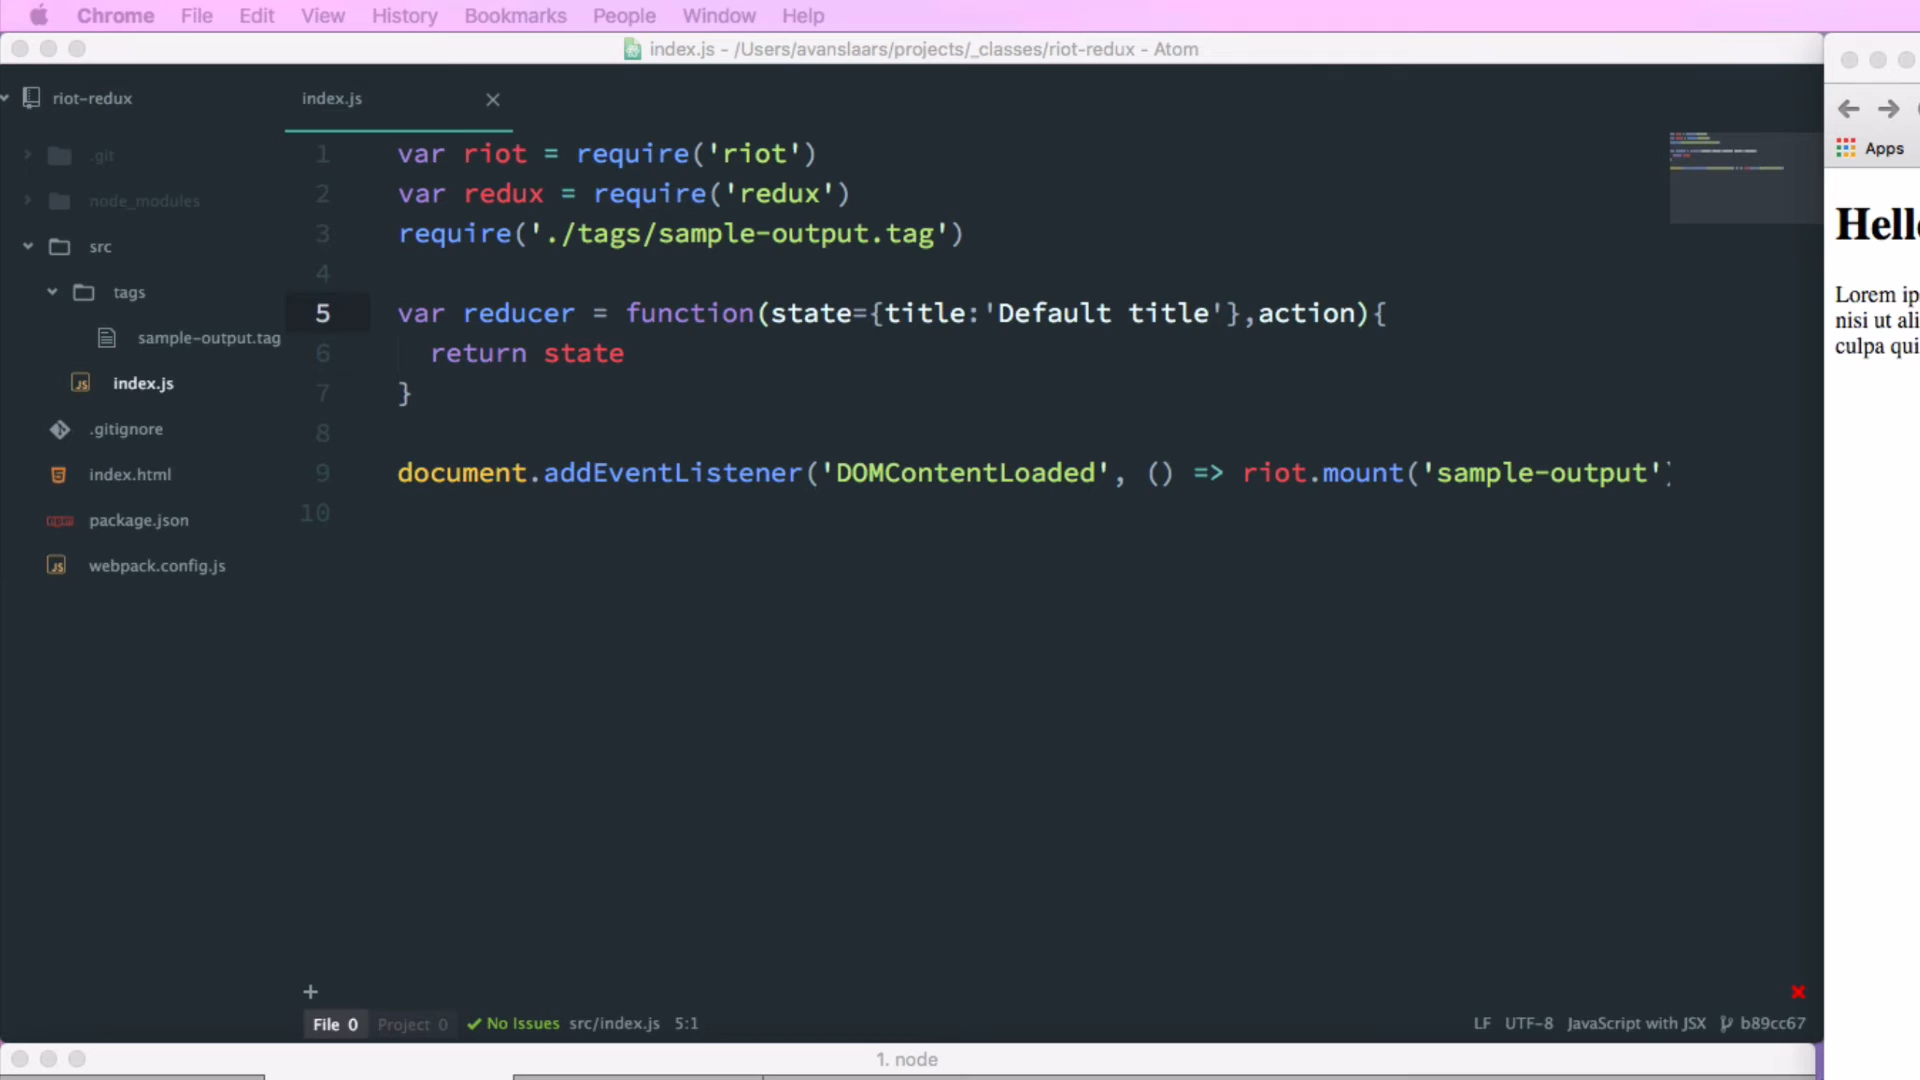 Chrome File Edit View History Bookmarks People Window Help
index.js - /Users/avanslaars/projects/_classes/riot-redux - Atom
riot-redux
index.js
.git
node_modules
src
tags
sample-output.tag
index.js
.gitignore
index.html
package.json
webpack.config.js
1 var riot = require('riot')
2 var redux = require('redux')
3 require('./tags/sample-output.tag')
4
5 var reducer = function(state={title:'Default title'},action){
6 return state
7 }
8
9 document.addEventListener('DOMContentLoaded', () => riot.mount('sample-output')
10
Apps
Lorem ip
nisi ut ali
culpa qui
File 0 Project 0 No Issues src/index.js 5:1
LF UTF-8 JavaScript with JSX b89cc67
1. node